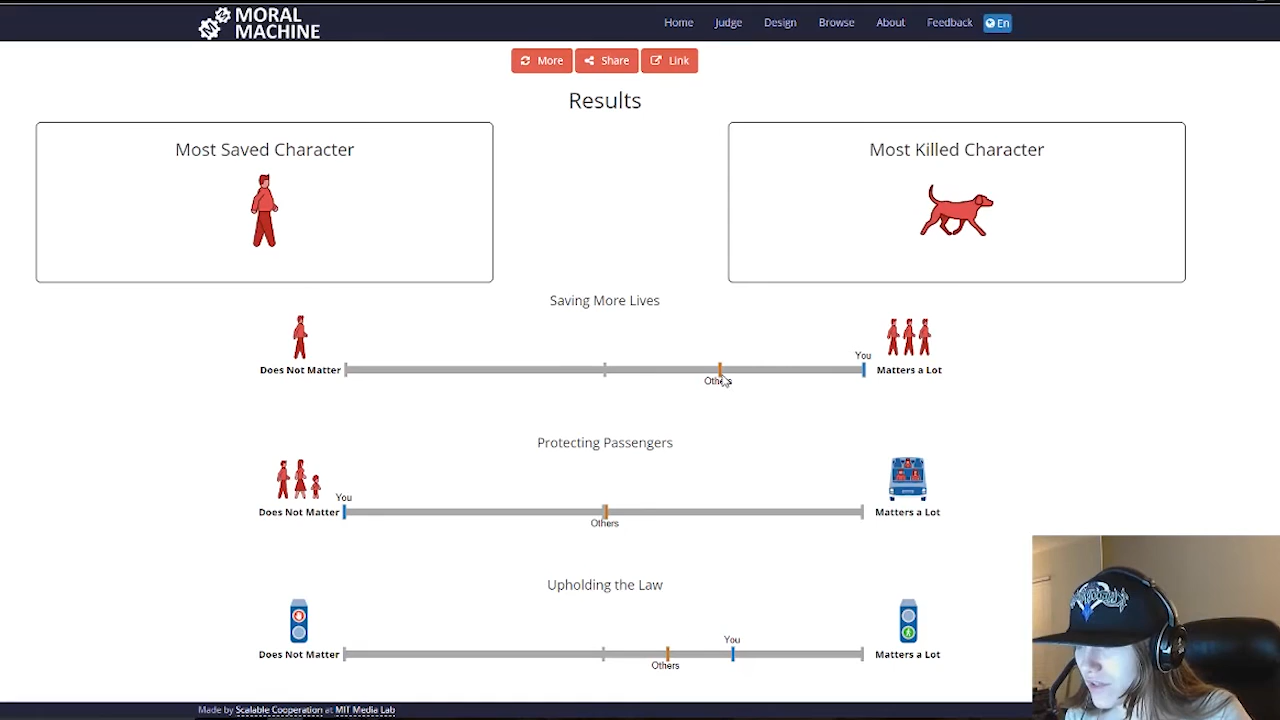 MORAL
MACHINE
Home Judge Design Browse About Feedback En
More Share Link
Results
Most Saved Character
Most Killed Character
Saving More Lives
You
Does Not Matter
Matters a Lot
Protecting Passengers
You
Does Not Matter
Matters a Lot
Others
Upholding the Law
You
Does Not Matter
Matters a Lot
Others
Made by Scalable Cooperation at MIT Media Lab